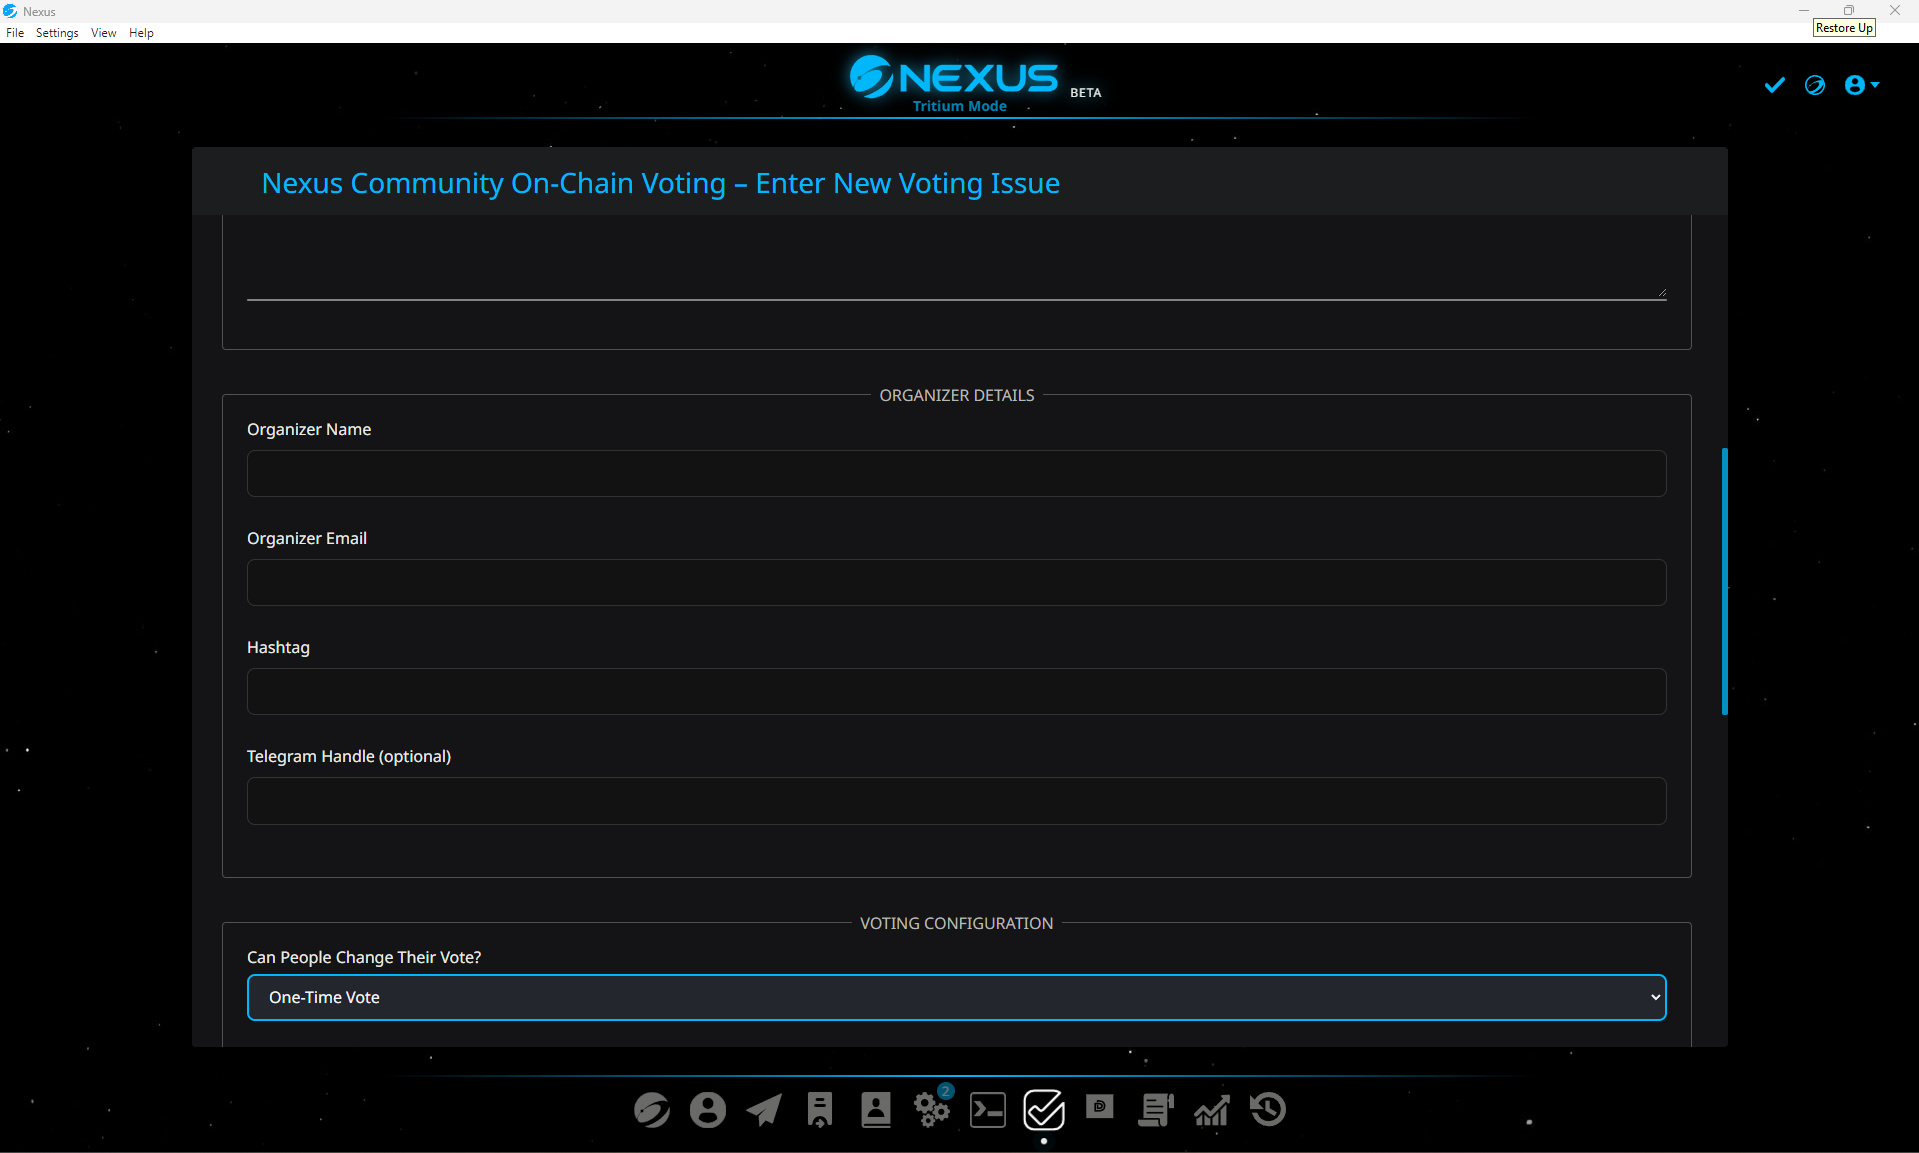 Nexus
File Settings View Help
Restore Up
NEXUS BETA
Tritium Mode
Nexus Community On-Chain Voting – Enter New Voting Issue
ORGANIZER DETAILS
Organizer Name
Organizer Email
Hashtag
Telegram Handle (optional)
VOTING CONFIGURATION
Can People Change Their Vote?
One-Time Vote
2
D